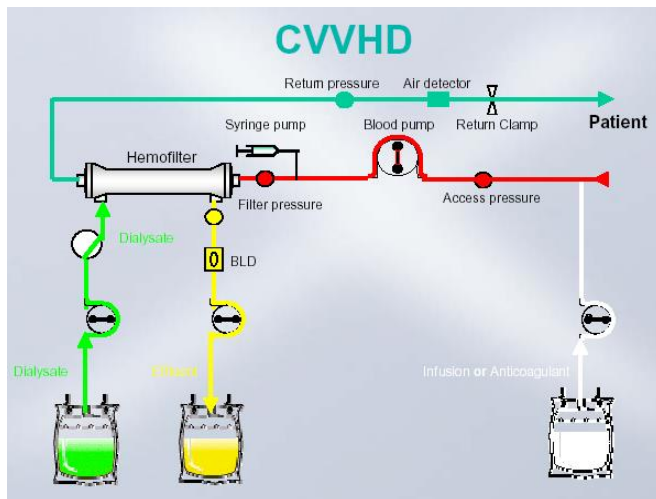 CVVHD
Return pressure
Air detector
Syringe pump
Blood pump
Return Clamp
Patient
Hemofilter
Filter pressure
Access pressure
Dialysate
BLD
Dialysate
Effluent
Infusion or Anticoagulant